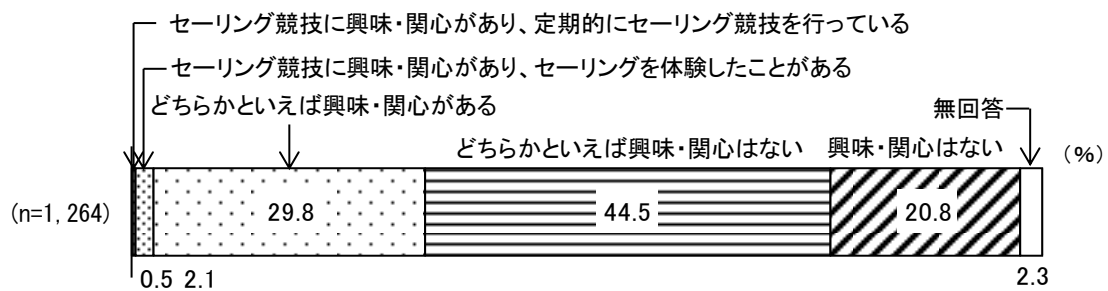 セーリング競技に興味・関心があり、定期的にセーリング競技を行っている
セーリング競技に興味・関心があり、セーリングを体験したことがある
どちらかといえば興味・関心がある
無回答
どちらかといえば興味・関心はない
興味・関心はない
(%)
(n=1,264)
29.8
44.5
20.8
0.5
2.1
2.3